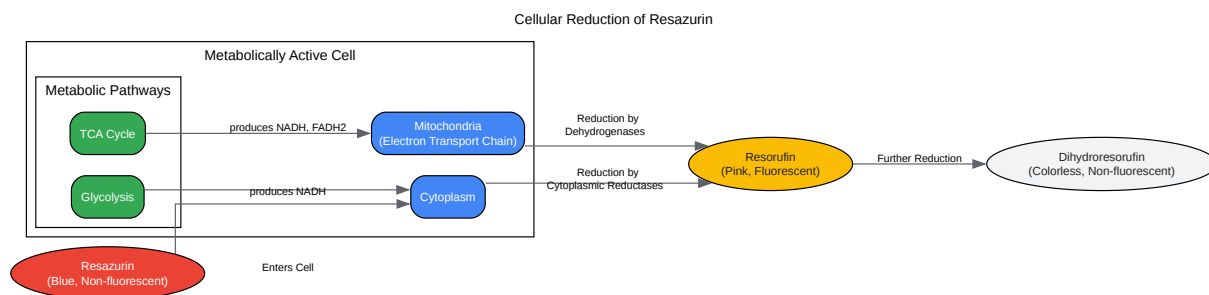 Cellular Reduction of Resazurin
Metabolically Active Cell
Metabolic Pathways
TCA Cycle
produces NADH, FADH2
Mitochondria
(Electron Transport Chain)
Reduction by
Dehydrogenases
Glycolysis
produces NADH
Cytoplasm
Reduction by
Cytoplasmic Reductases
Resorufin
(Pink, Fluorescent)
Further Reduction
Dihydroresorufin
(Colorless, Non-fluorescent)
Resazurin
(Blue, Non-fluorescent)
Enters Cell